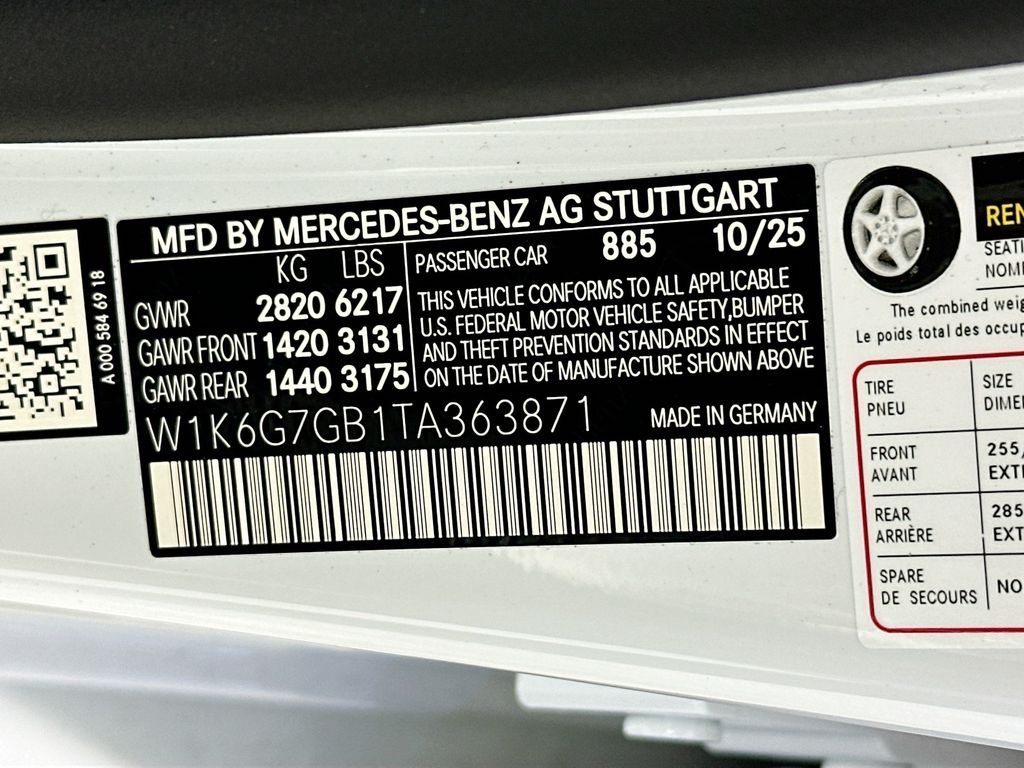 A 000 584 69 18
MFD BY MERCEDES-BENZ AG STUTTGART
KG LBS
GVWR 2820 6217
GAWR FRONT 1420 3131
GAWR REAR 1440 3175
PASSENGER CAR 885 10/25
THIS VEHICLE CONFORMS TO ALL APPLICABLE
U.S. FEDERAL MOTOR VEHICLE SAFETY,BUMPER
AND THEFT PREVENTION STANDARDS IN EFFECT
ON THE DATE OF MANUFACTURE SHOWN ABOVE
W1K6G7GB1TA363871
MADE IN GERMANY
The combined
Le poids total des
TIRE
PNEU
SIZE
FRONT
AVANT
255/
REAR
ARRIÈRE
285
SPARE
DE SECOURS